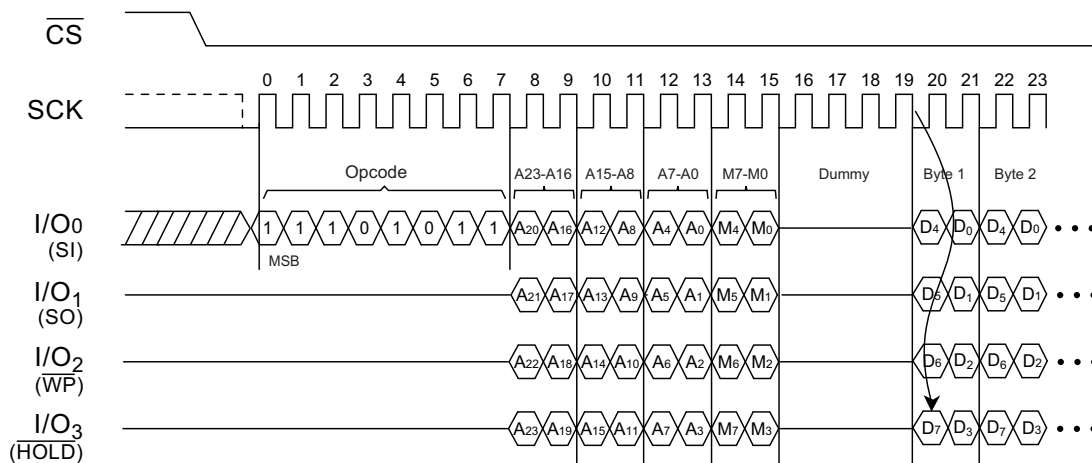 CS
0 1 2 3 4 5 6 7 8 9 10 11 12 13 14 15 16 17 18 19 20 21 22 23
SCK
Opcode A23-A16 A15-A8 A7-A0 M7-M0 Dummy Byte 1 Byte 2
I/O0 1 1 1 0 1 0 1 1 A20 A16 A12 A8 A4 A0 M4 M0 D4 D0 D4 D0 • • •
(SI) MSB
I/O1 A21 A17 A13 A9 A5 A1 M5 M1 D5 D1 D5 D1 • • •
(SO)
I/O2 A22 A18 A14 A10 A6 A2 M6 M2 D6 D2 D6 D2 • • •
(WP)
I/O3 A23 A19 A15 A11 A7 A3 M7 M3 D7 D3 D7 D3 • • •
(HOLD)